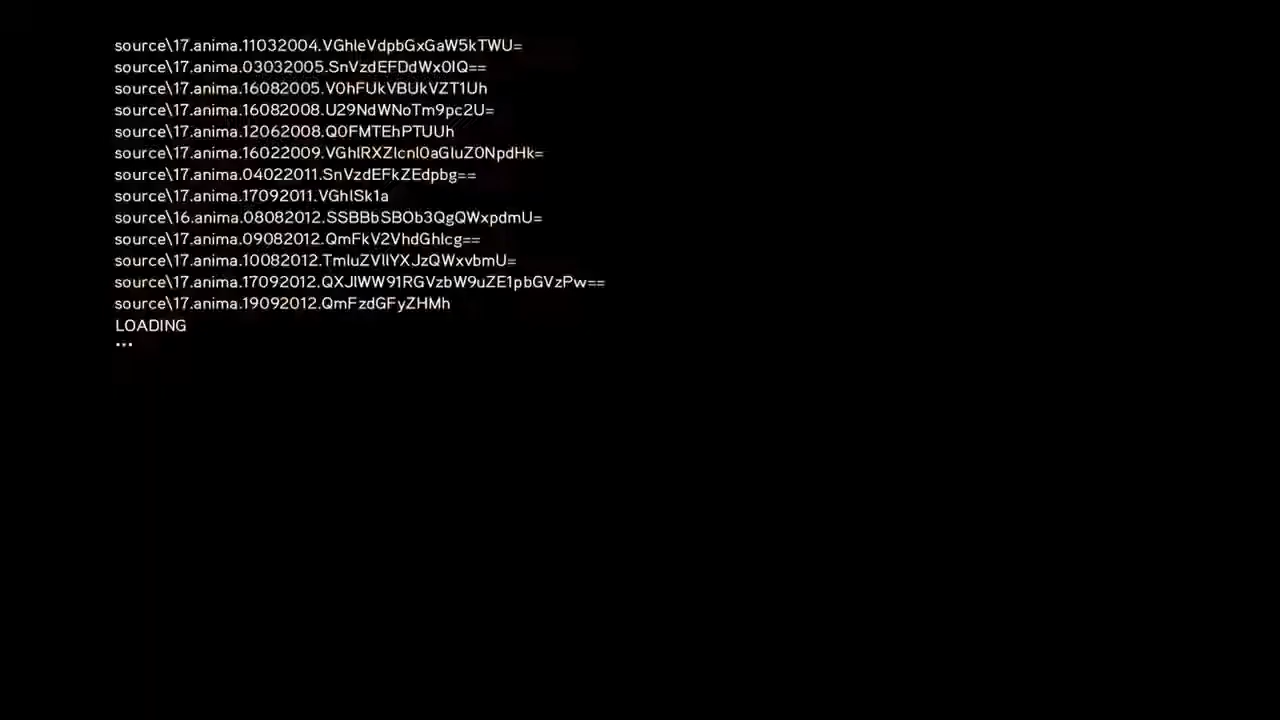 source\17.anima.11032004.VGhleVdpbGxGaW5kTWU=
source\17.anima.03032005.SnVzdEFDdWx0IQ==
source\17.anima.16082005.V0hFUkVBUkVZT1Uh
source\17.anima.16082008.U29NdWNoTm9pc2U=
source\17.anima.12062008.Q0FMTEhPTUUh
source\17.anima.16022009.VGhlRXZlcnl0aGluZ0NpdHk=
source\17.anima.04022011.SnVzdEFkZEdpbg==
source\17.anima.17092011.VGhlSk1a
source\16.anima.08082012.SSBBbSBOb3QgQWxpdmU=
source\17.anima.09082012.QmFkV2VhdGhlcg==
source\17.anima.10082012.TmluZVllYXJzQWxvbmU=
source\17.anima.17092012.QXJlWW91RGVzbW9uZE1pbGVzPw==
source\17.anima.19092012.QmFzdGFyZHMh
LOADING
...